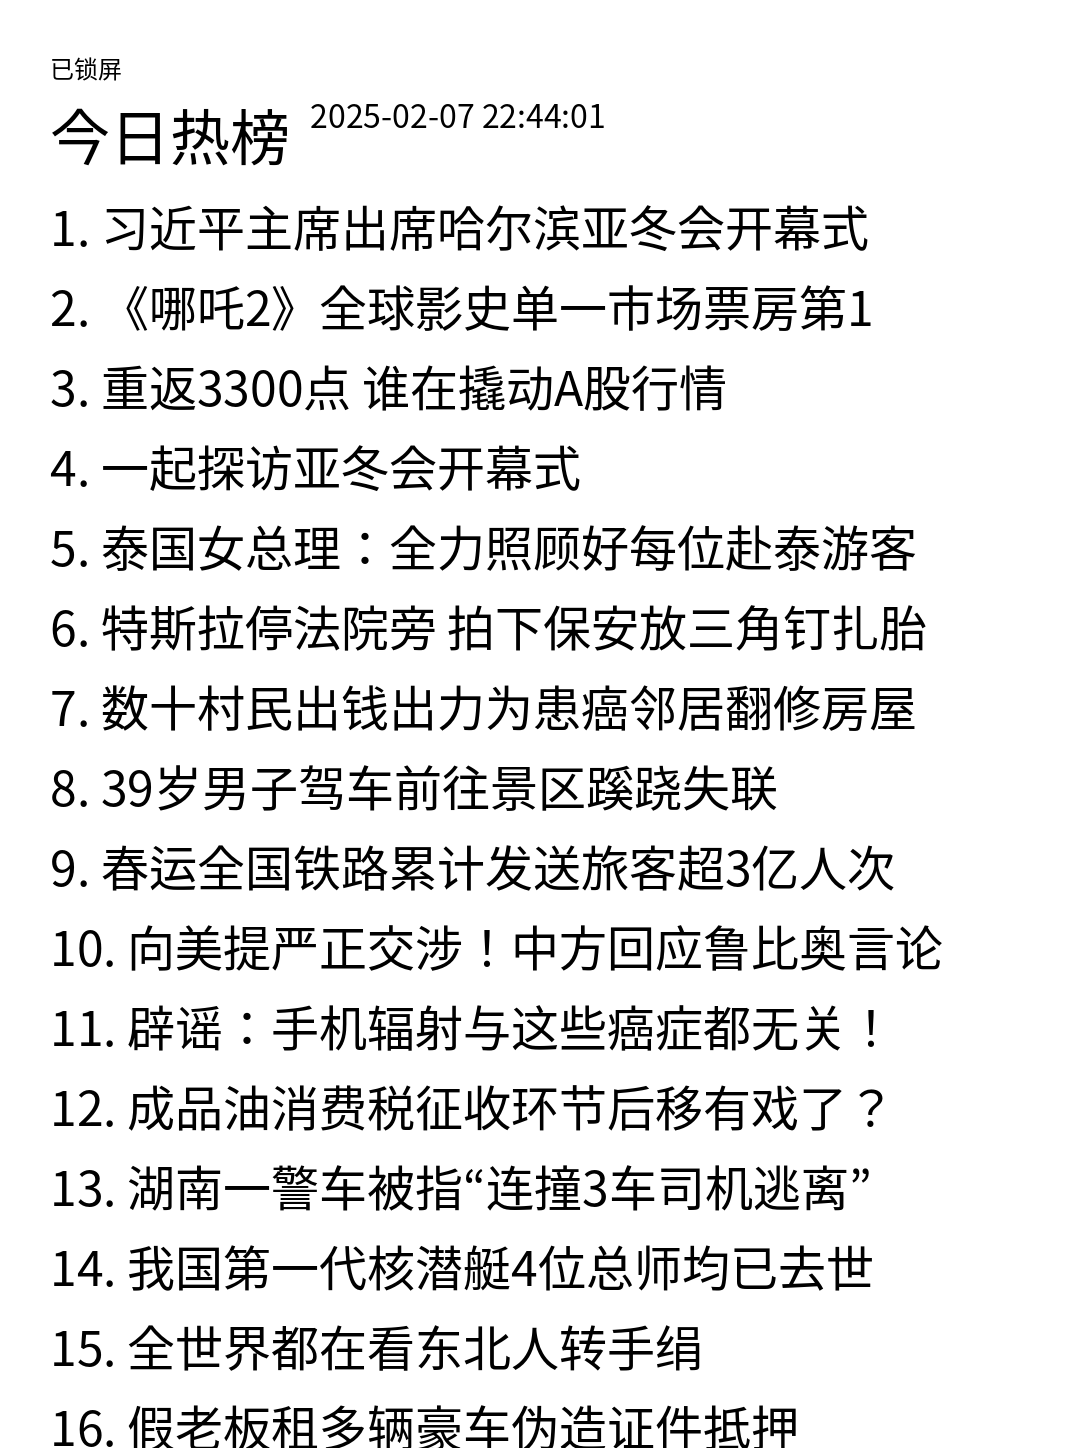 已锁屏
今日热榜 2025-02-07 22:44:01
1. 习近平主席出席哈尔滨亚冬会开幕式
2. 《哪吒2》全球影史单一市场票房第1
3. 重返3300点 谁在撬动A股行情
4. 一起探访亚冬会开幕式
5. 泰国女总理：全力照顾好每位赴泰游客
6. 特斯拉停法院旁 拍下保安放三角钉扎胎
7. 数十村民出钱出力为患癌邻居翻修房屋
8. 39岁男子驾车前往景区蹊跷失联
9. 春运全国铁路累计发送旅客超3亿人次
10. 向美提严正交涉！中方回应鲁比奥言论
11. 辟谣：手机辐射与这些癌症都无关！
12. 成品油消费税征收环节后移有戏了？
13. 湖南一警车被指“连撞3车司机逃离”
14. 我国第一代核潜艇4位总师均已去世
15. 全世界都在看东北人转手绢
16. 假老板租多辆豪车伪造证件抵押